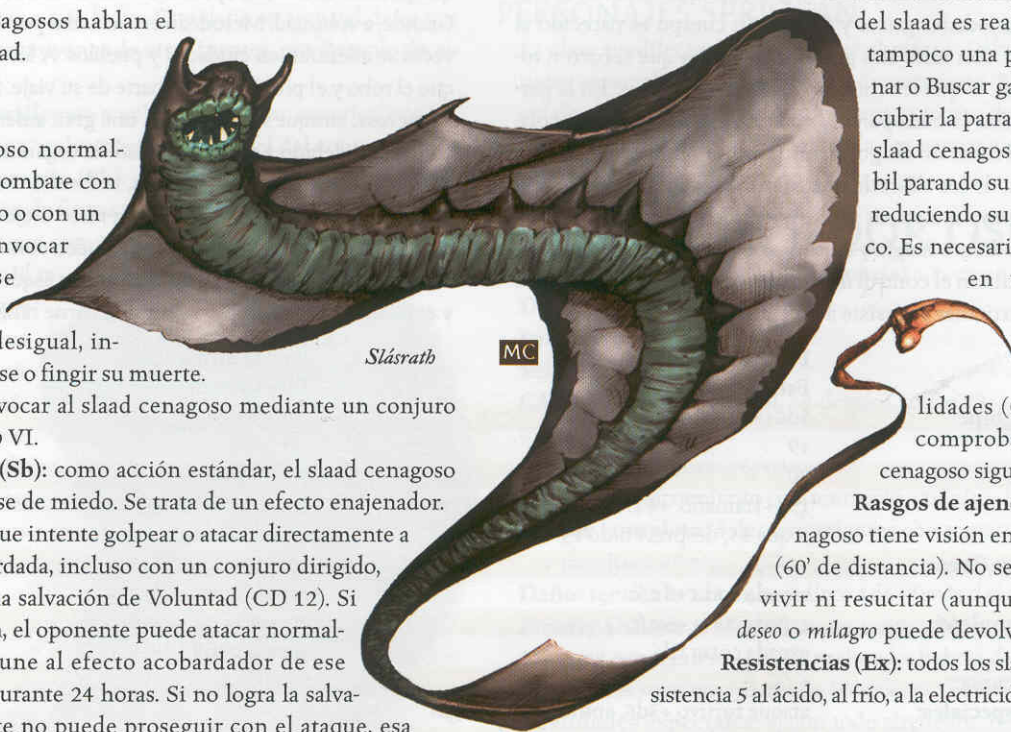 agosos hablan el
ad.
oso normal-
ombate con
o o con un
nvocar
se
desigual, in-
se o fingir su muerte.
vocar al slaad cenagoso mediante un conjuro
o VI.
(Sb): como acción estándar, el slaad cenagoso
se de miedo. Se trata de un efecto enajenador.
ue intente golpear o atacar directamente a
rdada, incluso con un conjuro dirigido,
a salvación de Voluntad (CD 12). Si
, el oponente puede atacar normal-
une al efecto acobardador de ese
urante 24 horas. Si no logra la salva-
te no puede proseguir con el ataque, esa
Slásrath
MC
del slaad es rea
tampoco una p
nar o Buscar ga
cubrir la patra
slaad cenagos
bil parando su
reduciendo su
co. Es necesari
en
lidades (
comprob
cenagoso sigu
Rasgos de ajen
nagoso tiene visión en
(60' de distancia). No se
vivir ni resucitar (aunqu
deseo o milagro puede devolv
Resistencias (Ex): todos los sl
sistencia 5 al ácido, al frío, a la electrici